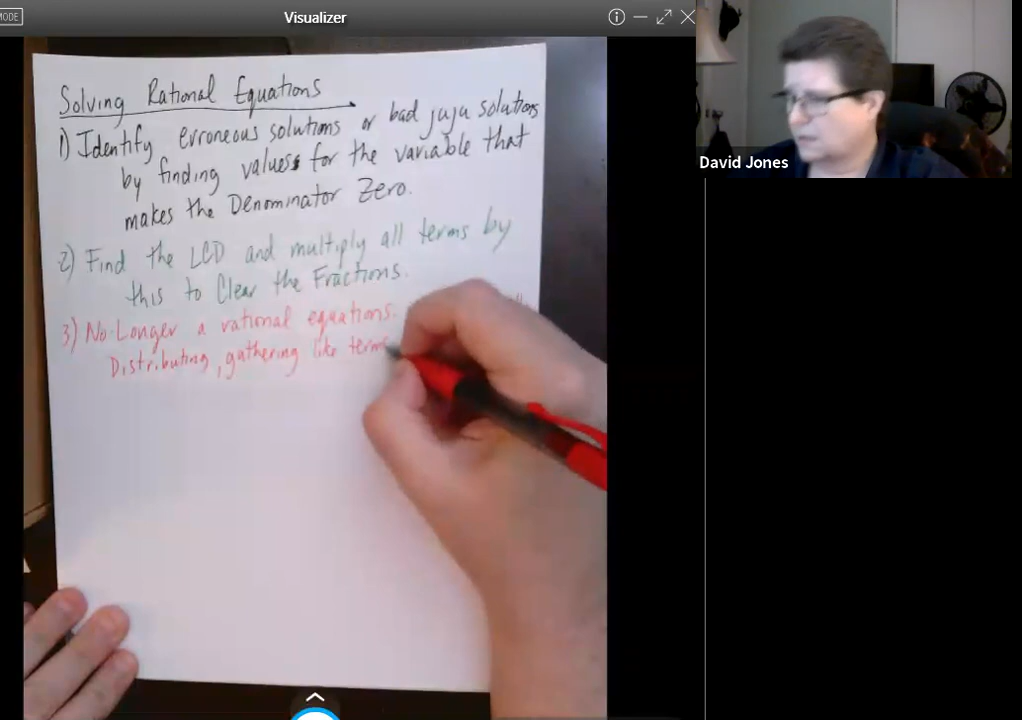 MODE
Visualizer
David Jones
Solving Rational Equations
1) Identify erroneous solutions or bad juju solutions
by finding values for the variable that
makes the Denominator Zero.
2) Find the LCD and multiply all terms by
this to Clear the Fractions.
3) No Longer a rational equations.
Distributing, gathering like terms